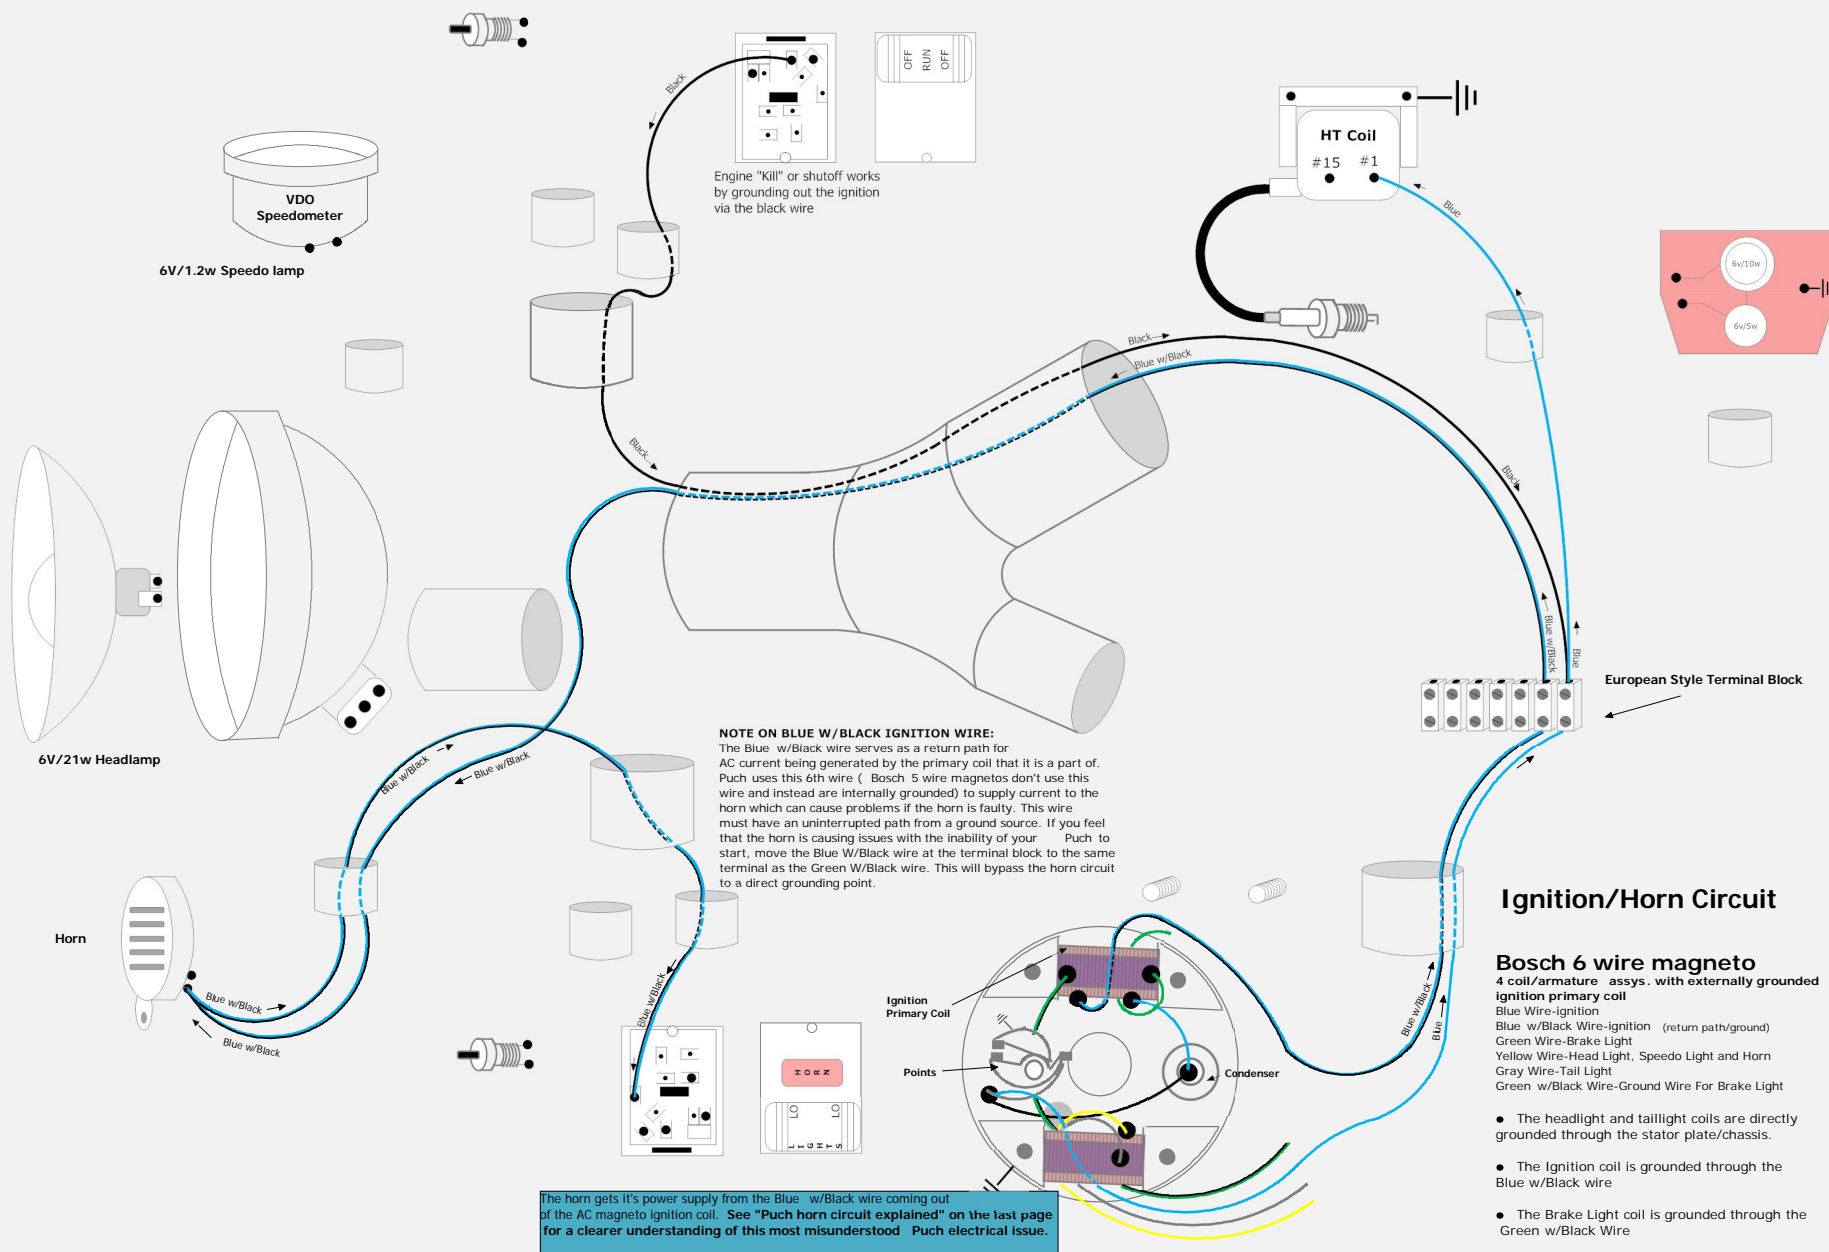 Black
OFF
RUN
OFF
Engine "Kill" or shutoff works
by grounding out the ignition
via the black wire
HT Coil
#15 #1
Blue
VDO
Speedometer
6V/1.2w Speedo lamp
6v/10w
6v/5w
Black
Blue w/Black
Black
Black
6V/21w Headlamp
Blue w/Black
Blue
European Style Terminal Block
Blue w/Black
Blue w/Black
NOTE ON BLUE W/BLACK IGNITION WIRE:
The Blue w/Black wire serves as a return path for
AC current being generated by the primary coil that it is a part of.
Puch uses this 6th wire ( Bosch 5 wire magnetos don't use this
wire and instead are internally grounded) to supply current to the
horn which can cause problems if the horn is faulty. This wire
must have an uninterrupted path from a ground source. If you feel
that the horn is causing issues with the inability of your Puch to
start, move the Blue W/Black wire at the terminal block to the same
terminal as the Green W/Black wire. This will bypass the horn circuit
to a direct grounding point.
Horn
Blue w/Black
Blue w/Black
Blue w/Black
HORN
LO
LO
LIGHTS
Ignition
Primary Coil
Points
Condenser
Blue w/Black
Blue
Ignition/Horn Circuit
Bosch 6 wire magneto
4 coil/armature assys. with externally grounded
ignition primary coil
Blue Wire-ignition
Blue w/Black Wire-ignition (return path/ground)
Green Wire-Brake Light
Yellow Wire-Head Light, Speedo Light and Horn
Gray Wire-Tail Light
Green w/Black Wire-Ground Wire For Brake Light
● The headlight and taillight coils are directly
grounded through the stator plate/chassis.
● The Ignition coil is grounded through the
Blue w/Black wire
● The Brake Light coil is grounded through the
Green w/Black Wire
The horn gets it's power supply from the Blue w/Black wire coming out
of the AC magneto ignition coil. See "Puch horn circuit explained" on the last page
for a clearer understanding of this most misunderstood Puch electrical issue.